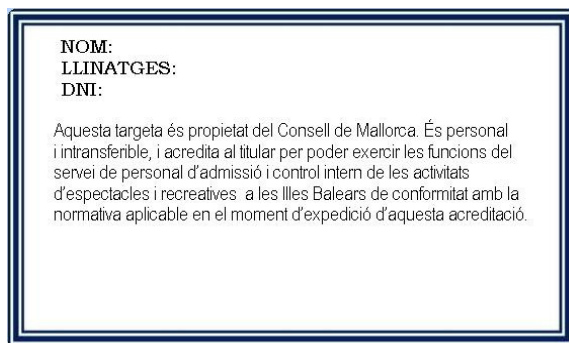 NOM:
LLINATGES:
DNI:
Aquesta targeta és propietat del Consell de Mallorca. És personal
i intransferible, i acredita al titular per poder exercir les funcions del
servei de personal d'admissió i control intern de les activitats
d'espectacles i recreatives a les Illes Balears de conformitat amb la
normativa aplicable en el moment d'expedició d'aquesta acreditació.